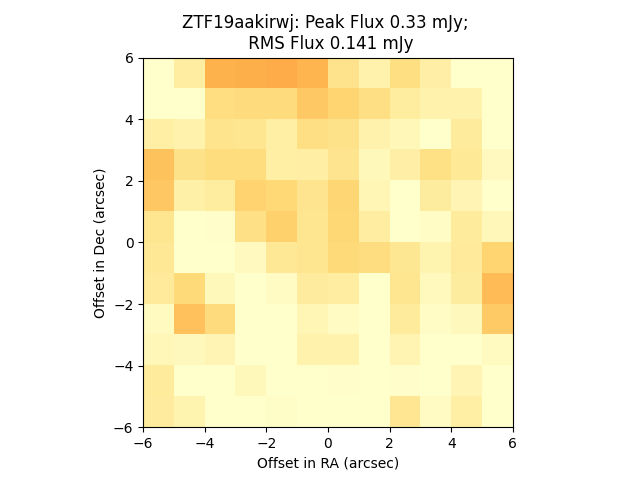 ZTF19aakirwj: Peak Flux 0.33 mJy;
RMS Flux 0.141 mJy
6
4
2
0
−2
−4
−6
Offset in Dec (arcsec)
−6 −4 −2 0 2 4 6
Offset in RA (arcsec)